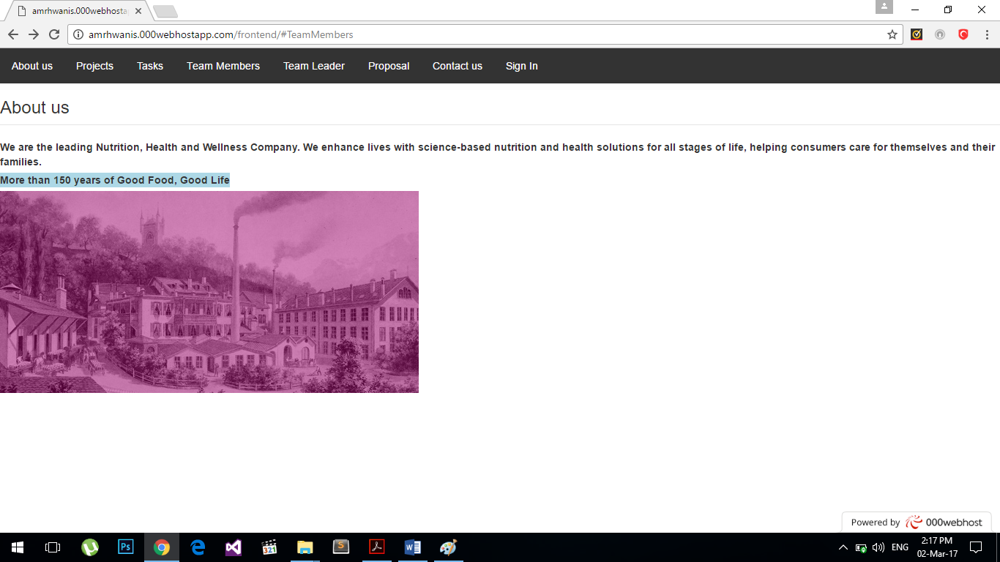 amrhwanis.000webhosta
amrhwanis.000webhostapp.com/frontend/#TeamMembers
About us Projects Tasks Team Members Team Leader Proposal Contact us Sign In
About us
We are the leading Nutrition, Health and Wellness Company. We enhance lives with science-based nutrition and health solutions for all stages of life, helping consumers care for themselves and their
families.
More than 150 years of Good Food, Good Life
Powered by 000webhost
Ps
321
S
W
ENG
2:17 PM
02-Mar-17